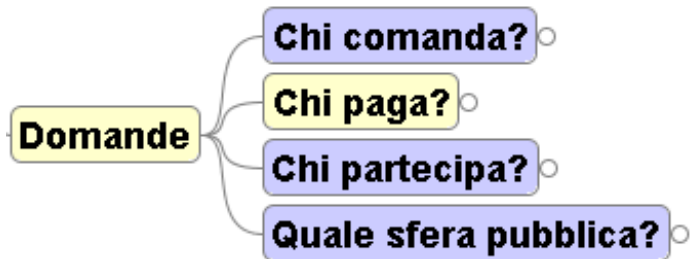 Chi comanda?
Chi paga?
Domande
Chi partecipa?
Quale sfera pubblica?